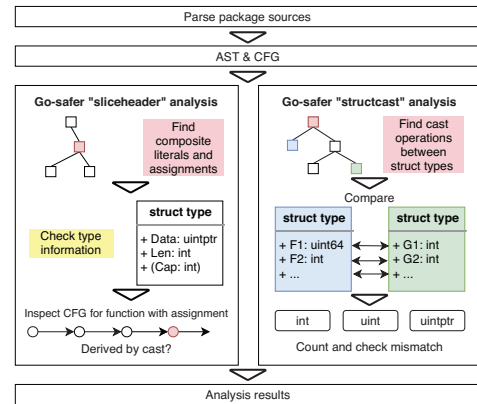 Parse package sources
AST & CFG
Go-safer "sliceheader" analysis
Find
composite
literals and
assignments
Check type
information
struct type
+ Data: uintptr
+ Len: int
+ (Cap: int)
Inspect CFG for function with assignment
Derived by cast?
Go-safer "structcast" analysis
Find cast
operations
between
struct types
Compare
struct type
+ F1: uint64
+ F2: int
+ ...
struct type
+ G1: int
+ G2: int
+ ...
int
uint
uintptr
Count and check mismatch
Analysis results